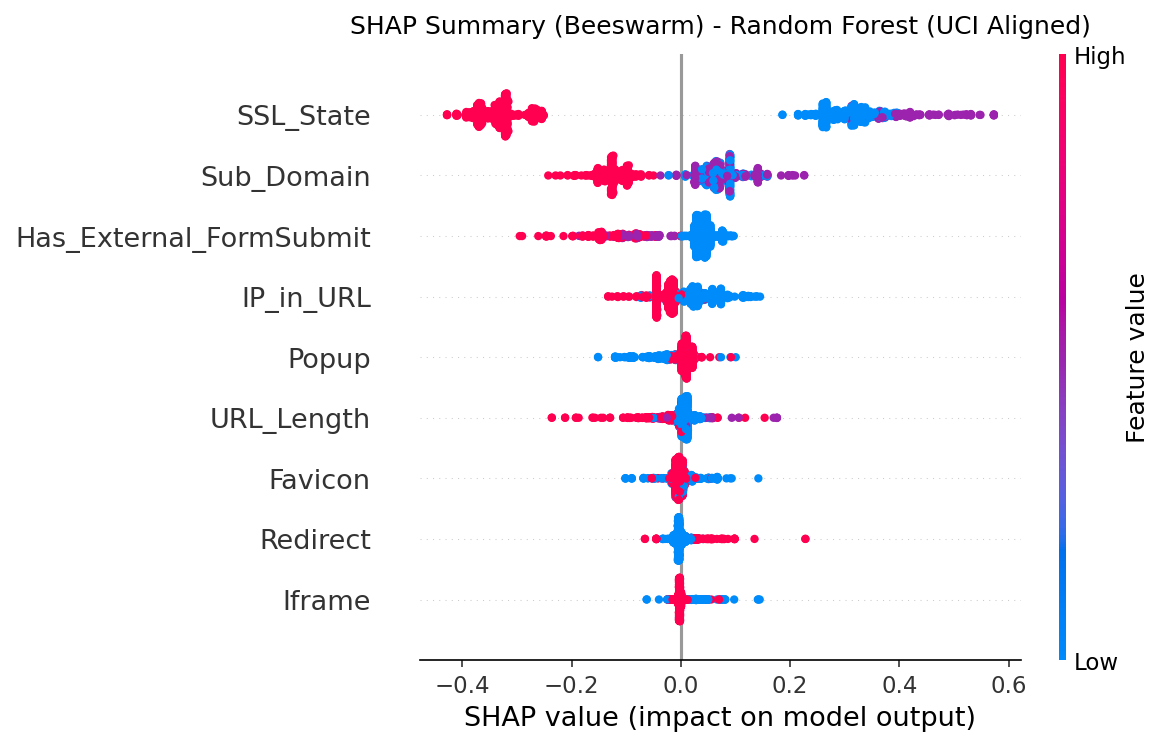 SHAP Summary (Beeswarm) - Random Forest (UCI Aligned)
High
SSL_State
Sub_Domain
Has_External_FormSubmit
IP_in_URL
Popup
URL_Length
Favicon
Redirect
Iframe
Feature value
Low
−0.4 −0.2 0.0 0.2 0.4 0.6
SHAP value (impact on model output)